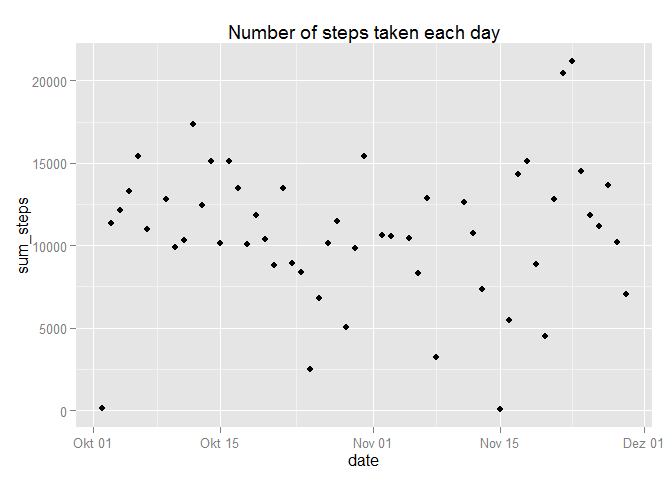 Number of steps taken each day
20000
15000
10000
5000
0
sum_steps
Okt 01
Okt 15
Nov 01
Nov 15
Dez 01
date